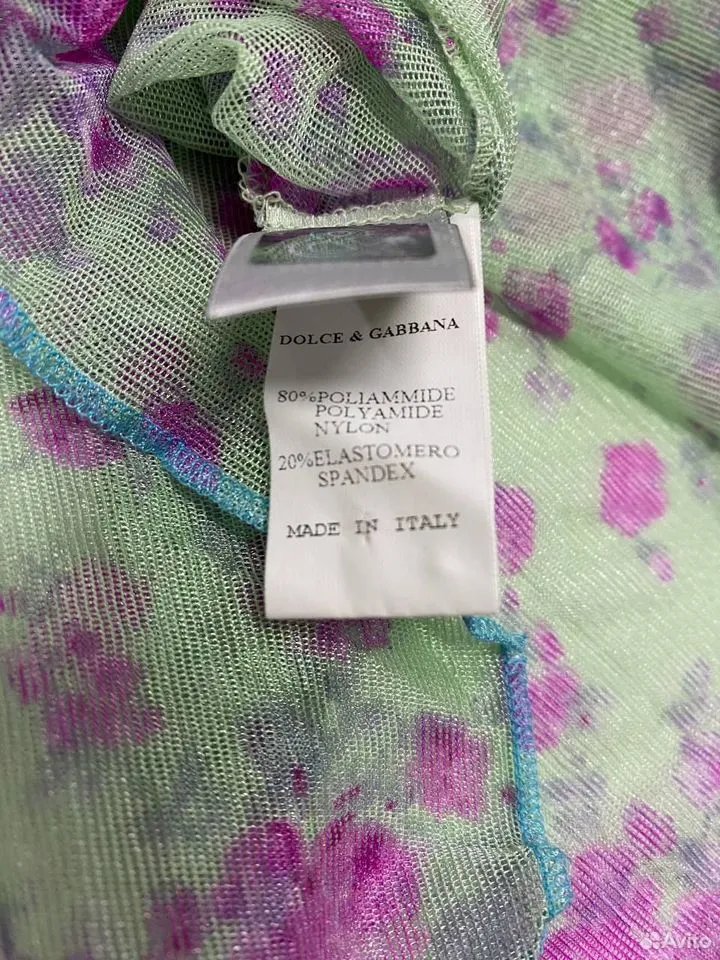 DOLCE & GABBANA
80%POLIAMMIDE
POLYAMIDE
NYLON
20%ELASTOMERO
SPANDEX
MADE IN ITALY
Avito